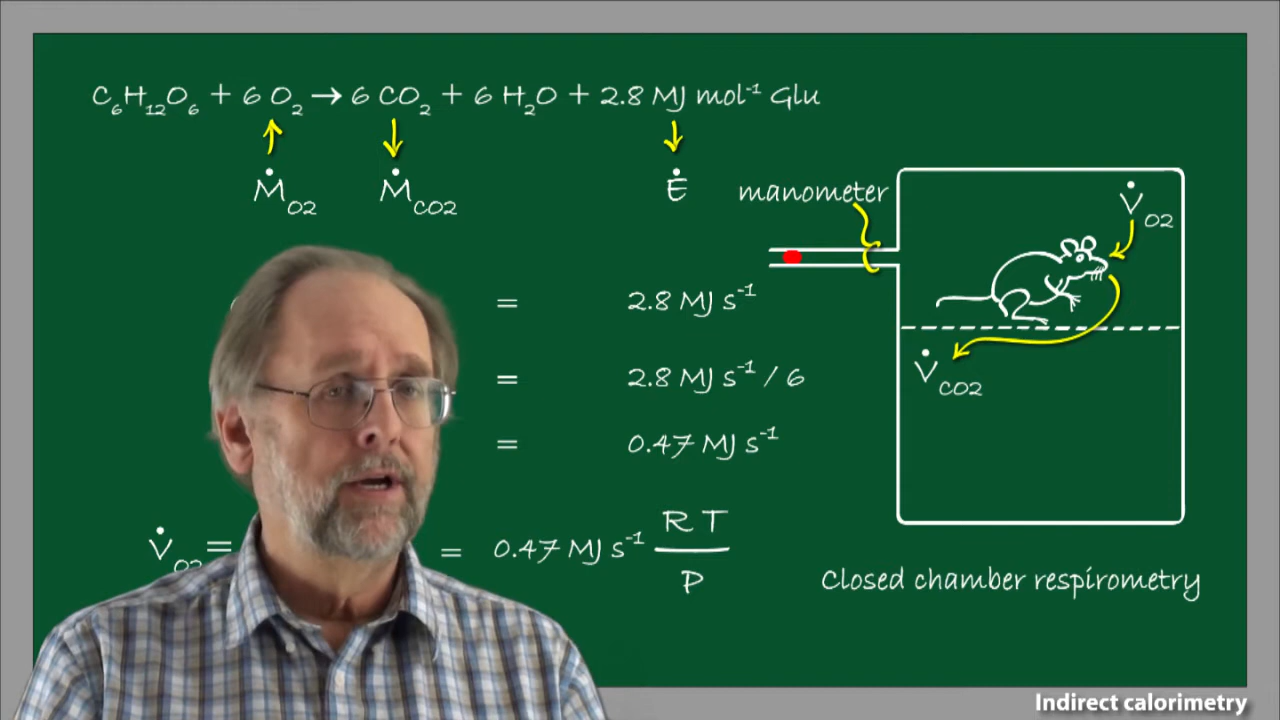 C₆H₁₂O₆ + 6 O₂ → 6 CO₂ + 6 H₂O + 2.8 MJ mol⁻¹ Glu
Ṁ O2
Ṁ CO2
Ė
manometer
V̇ O2
= 2.8 MJ s⁻¹
= 2.8 MJ s⁻¹ / 6
V̇ CO2
= 0.47 MJ s⁻¹
V̇ O2 = = 0.47 MJ s⁻¹ R T / P
Closed chamber respirometry
Indirect calorimetry